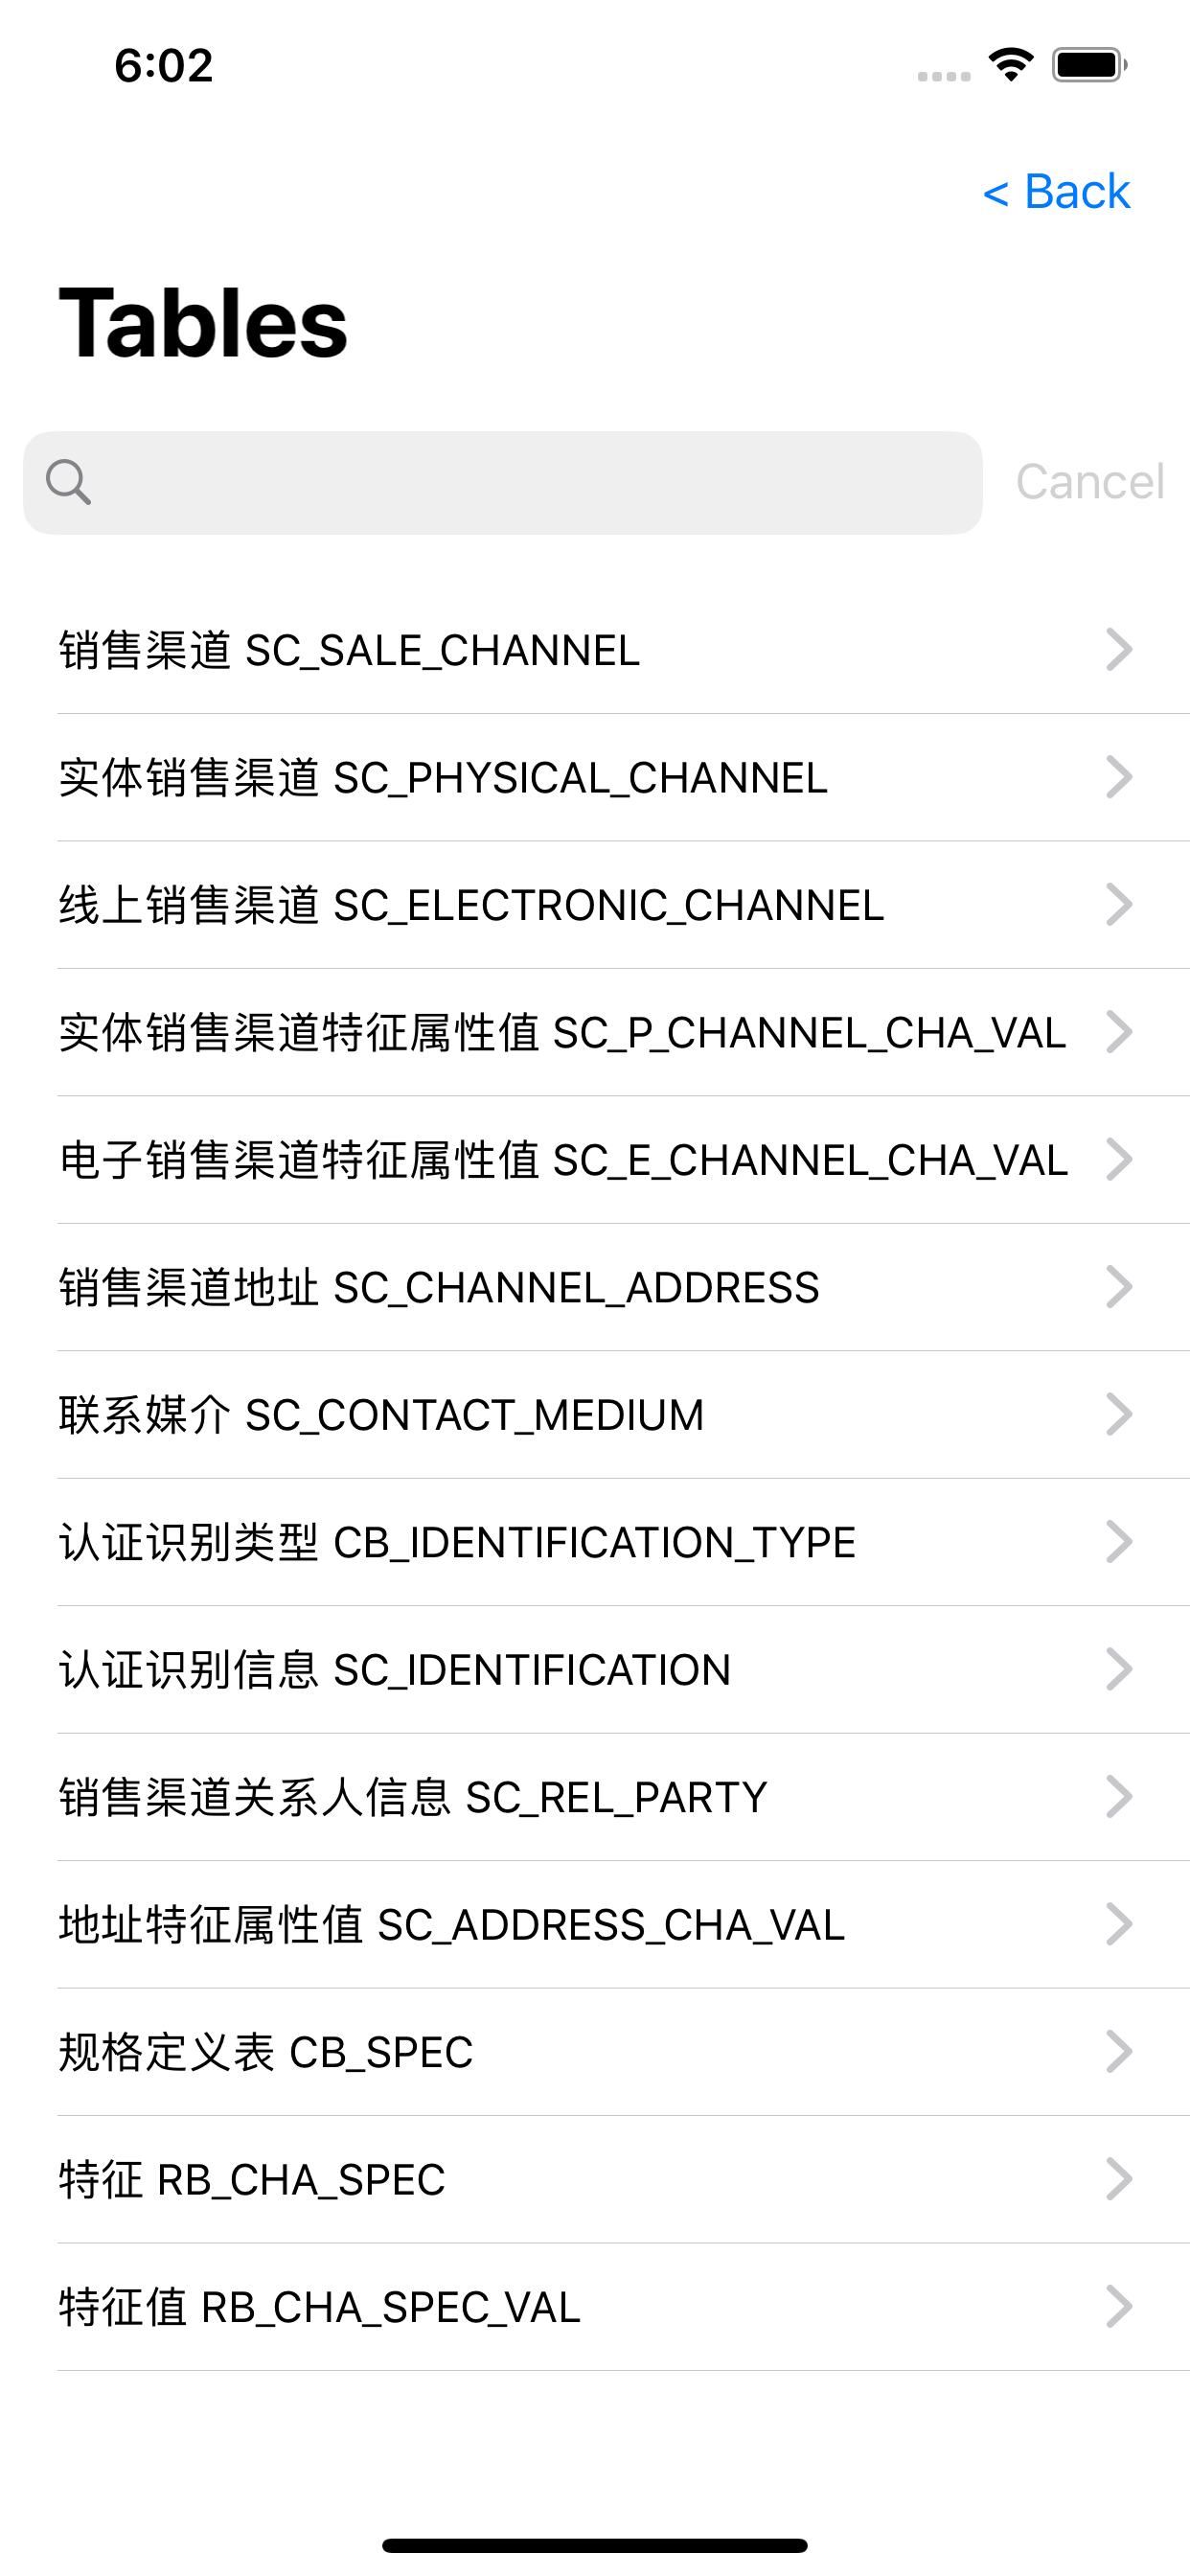 6:02
< Back
Tables
Cancel
销售渠道 SC_SALE_CHANNEL
实体销售渠道 SC_PHYSICAL_CHANNEL
线上销售渠道 SC_ELECTRONIC_CHANNEL
实体销售渠道特征属性值 SC_P_CHANNEL_CHA_VAL
电子销售渠道特征属性值 SC_E_CHANNEL_CHA_VAL
销售渠道地址 SC_CHANNEL_ADDRESS
联系媒介 SC_CONTACT_MEDIUM
认证识别类型 CB_IDENTIFICATION_TYPE
认证识别信息 SC_IDENTIFICATION
销售渠道关系人信息 SC_REL_PARTY
地址特征属性值 SC_ADDRESS_CHA_VAL
规格定义表 CB_SPEC
特征 RB_CHA_SPEC
特征值 RB_CHA_SPEC_VAL